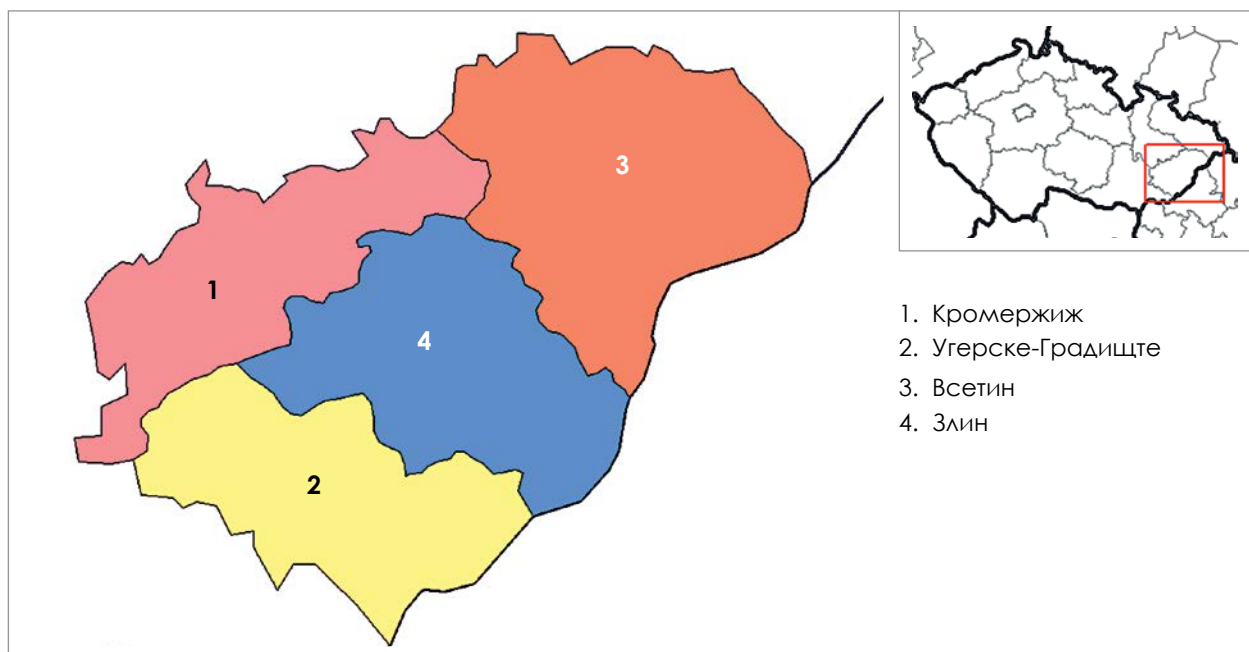 3
1
4
2
1. Кромержиж
2. Угерске-Градищте
3. Всетин
4. Злин